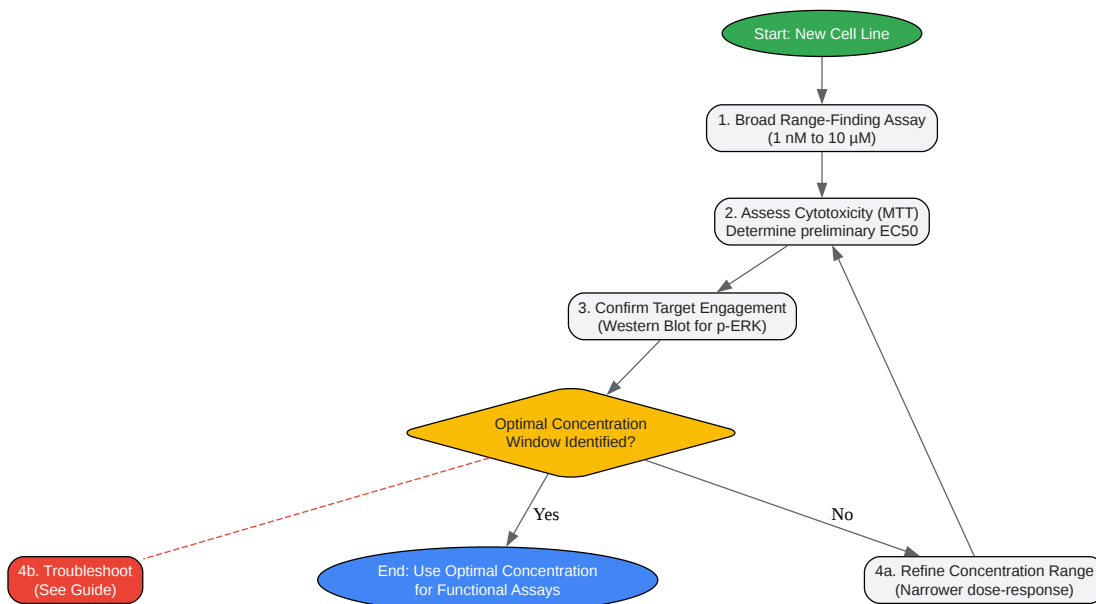 Start: New Cell Line
1. Broad Range-Finding Assay
(1 nM to 10 µM)
2. Assess Cytotoxicity (MTT)
Determine preliminary EC50
3. Confirm Target Engagement
(Western Blot for p-ERK)
Optimal Concentration
Window Identified?
Yes
No
4b. Troubleshoot
(See Guide)
End: Use Optimal Concentration
for Functional Assays
4a. Refine Concentration Range
(Narrower dose-response)